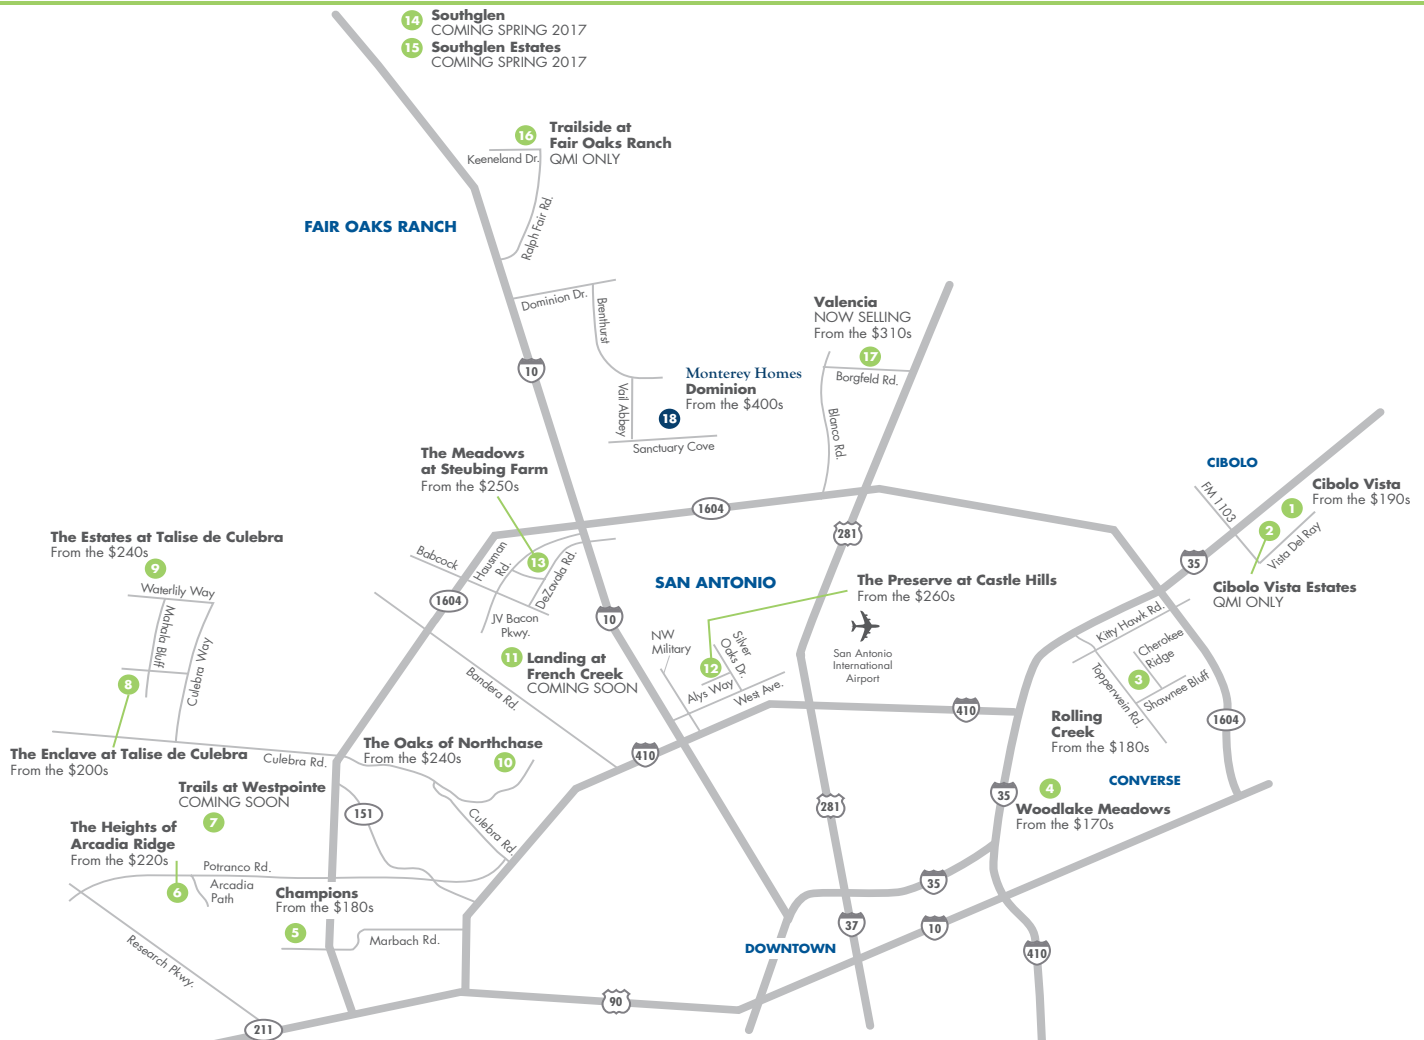 14 Southglen
COMING SPRING 2017
15 Southglen Estates
COMING SPRING 2017
16 Trailside at
Fair Oaks Ranch
QMI ONLY
Keeneland Dr.
Ralph Fair Rd.
FAIR OAKS RANCH
Dominion Dr.
Brenthurst
Vail Abbey
Sanctuary Cove
10
Monterey Homes
Dominion
From the $400s
18
Valencia
NOW SELLING
From the $310s
17
Borgfeld Rd.
Blanco Rd.
The Meadows
at Steubing Farm
From the $250s
13
1604
281
CIBOLO
FM 1103
Cibolo Vista
From the $190s
1
2
Vista Del Ray
35
Cibolo Vista Estates
QMI ONLY
The Estates at Talise de Culebra
From the $240s
9
Waterlily Way
Mahala Bluff
Culebra Way
8
The Enclave at Talise de Culebra
From the $200s
Babcock
Hausman
Rd.
DeZavala Rd.
JV Bacon
Pkwy.
1604
10
SAN ANTONIO
The Preserve at Castle Hills
From the $260s
San Antonio
International
Airport
NW
Military
Silver
Oaks Dr.
12
Alys Way
West Ave.
11 Landing at
French Creek
COMING SOON
Bandera Rd.
Kitty Hawk Rd.
Cherokee
Ridge
3
Topperwein Rd.
Shawnee Bluff
Rolling
Creek
From the $180s
1604
410
410
Culebra Rd.
The Oaks of Northchase
From the $240s
10
Culebra Rd.
CONVERSE
4
Woodlake Meadows
From the $170s
35
281
151
Trails at Westpointe
COMING SOON
7
The Heights of
Arcadia Ridge
From the $220s
6
Potranco Rd.
Arcadia
Path
Champions
From the $180s
5
Marbach Rd.
Research Pkwy.
35
37
10
410
DOWNTOWN
90
211